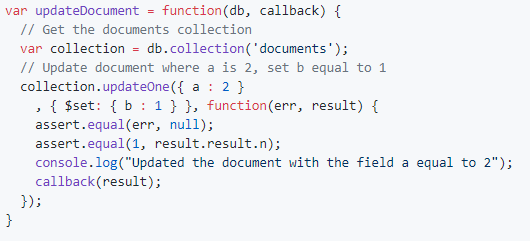 var updateDocument = function(db, callback) {
  // Get the documents collection
  var collection = db.collection('documents');
  // Update document where a is 2, set b equal to 1
  collection.updateOne({ a : 2 }
    , { $set: { b : 1 } }, function(err, result) {
    assert.equal(err, null);
    assert.equal(1, result.result.n);
    console.log("Updated the document with the field a equal to 2");
    callback(result);
  });
}